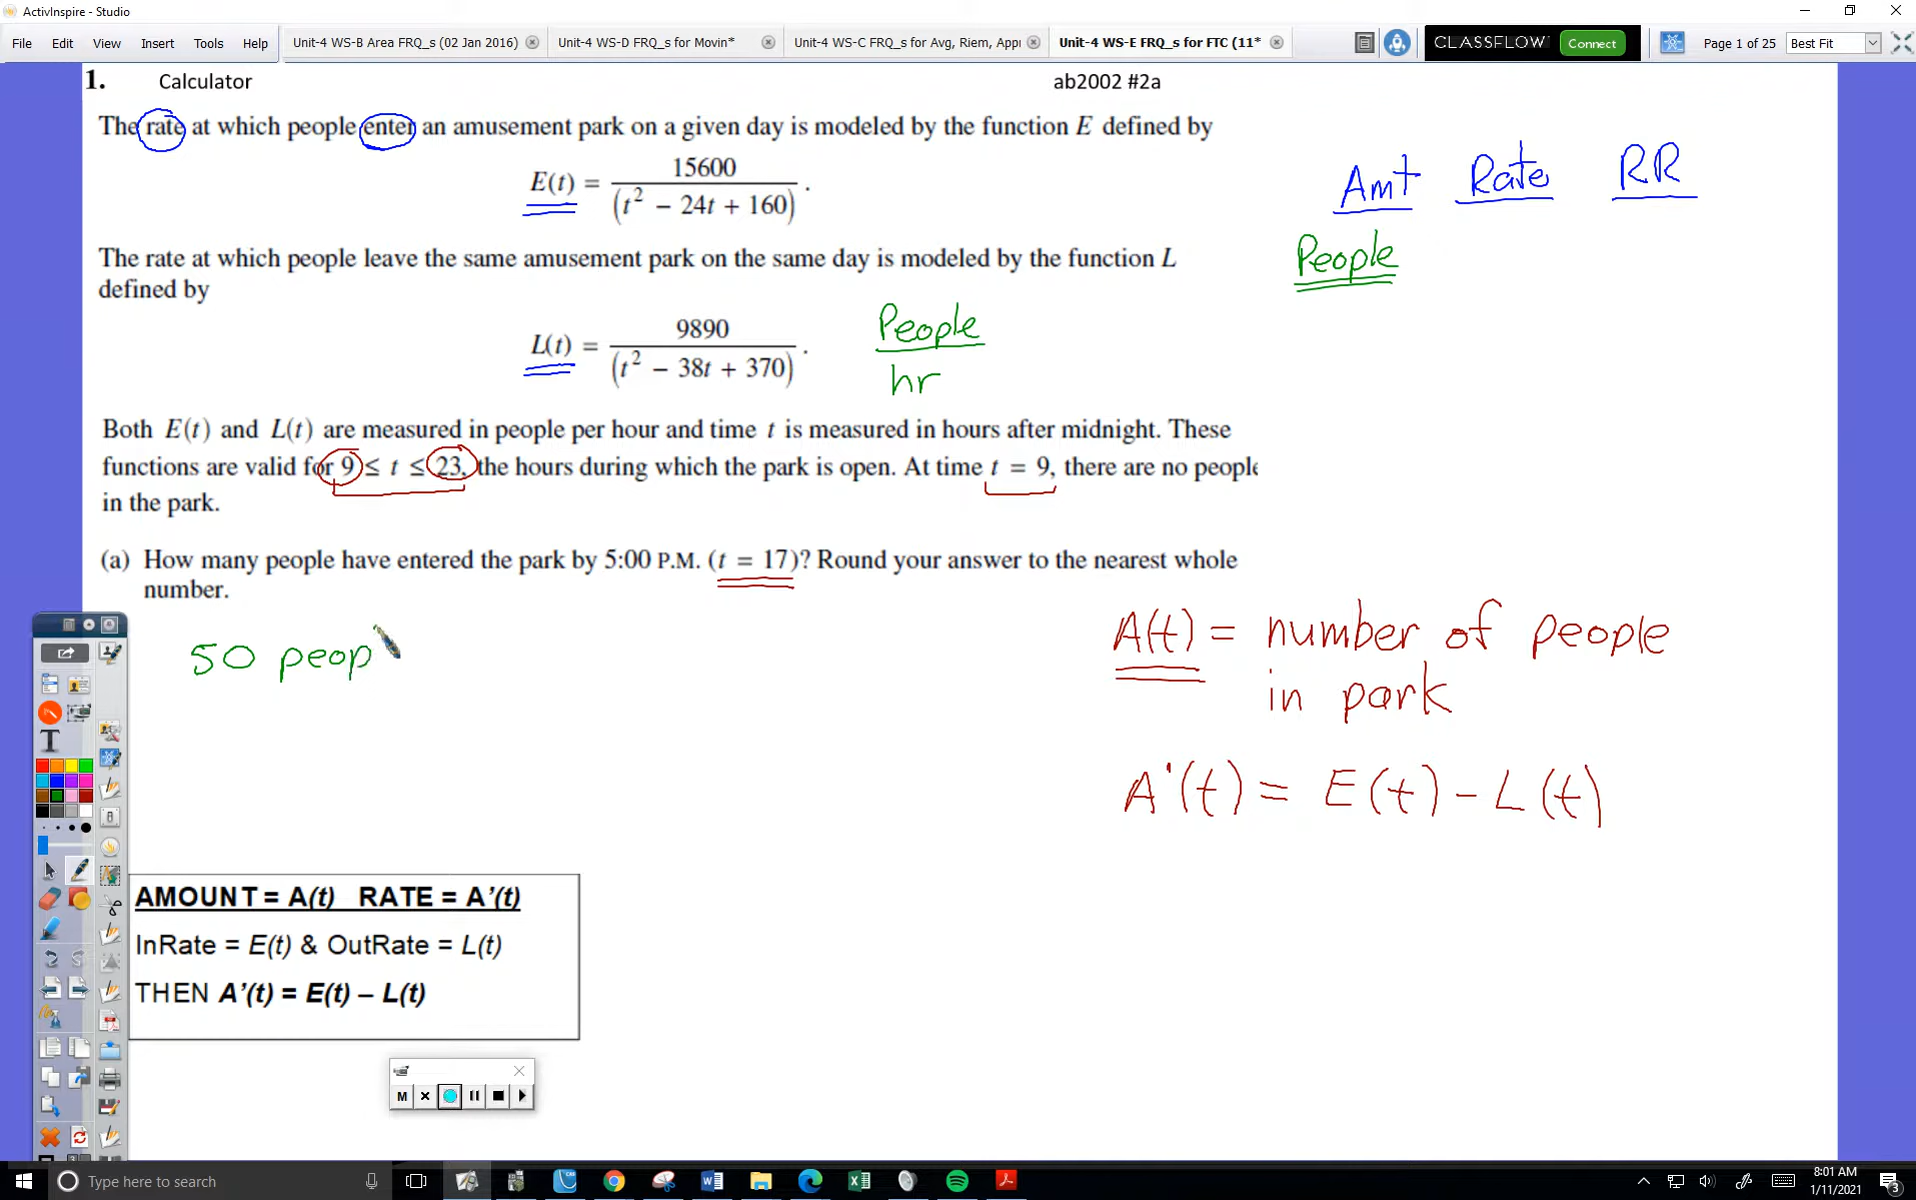 ActivInspire - Studio
File Edit View Insert Tools Help
Unit-4 WS-B Area FRQ_s (02 Jan 2016)
Unit-4 WS-D FRQ_s for Movin*
Unit-4 WS-C FRQ_s for Avg, Riem, Appr
Unit-4 WS-E FRQ_s for FTC (11*
CLASSFLOW Connect
Page 1 of 25
Best Fit
1. Calculator ab2002 #2a
The rate at which people enter an amusement park on a given day is modeled by the function E defined by
E(t) = 15600 / (t² − 24t + 160) .
Amt Rate RR
People
The rate at which people leave the same amusement park on the same day is modeled by the function L
defined by
L(t) = 9890 / (t² − 38t + 370) .
People
hr
Both E(t) and L(t) are measured in people per hour and time t is measured in hours after midnight. These
functions are valid for 9 ≤ t ≤ 23, the hours during which the park is open. At time t = 9, there are no people
in the park.
(a) How many people have entered the park by 5:00 P.M. (t = 17)? Round your answer to the nearest whole
number.
50 peop
A(t) = number of people
in park
A'(t) = E(t) − L(t)
T
AMOUNT = A(t) RATE = A’(t)
InRate = E(t) & OutRate = L(t)
THEN A’(t) = E(t) – L(t)
M
Type here to search
8:01 AM
1/11/2021
3